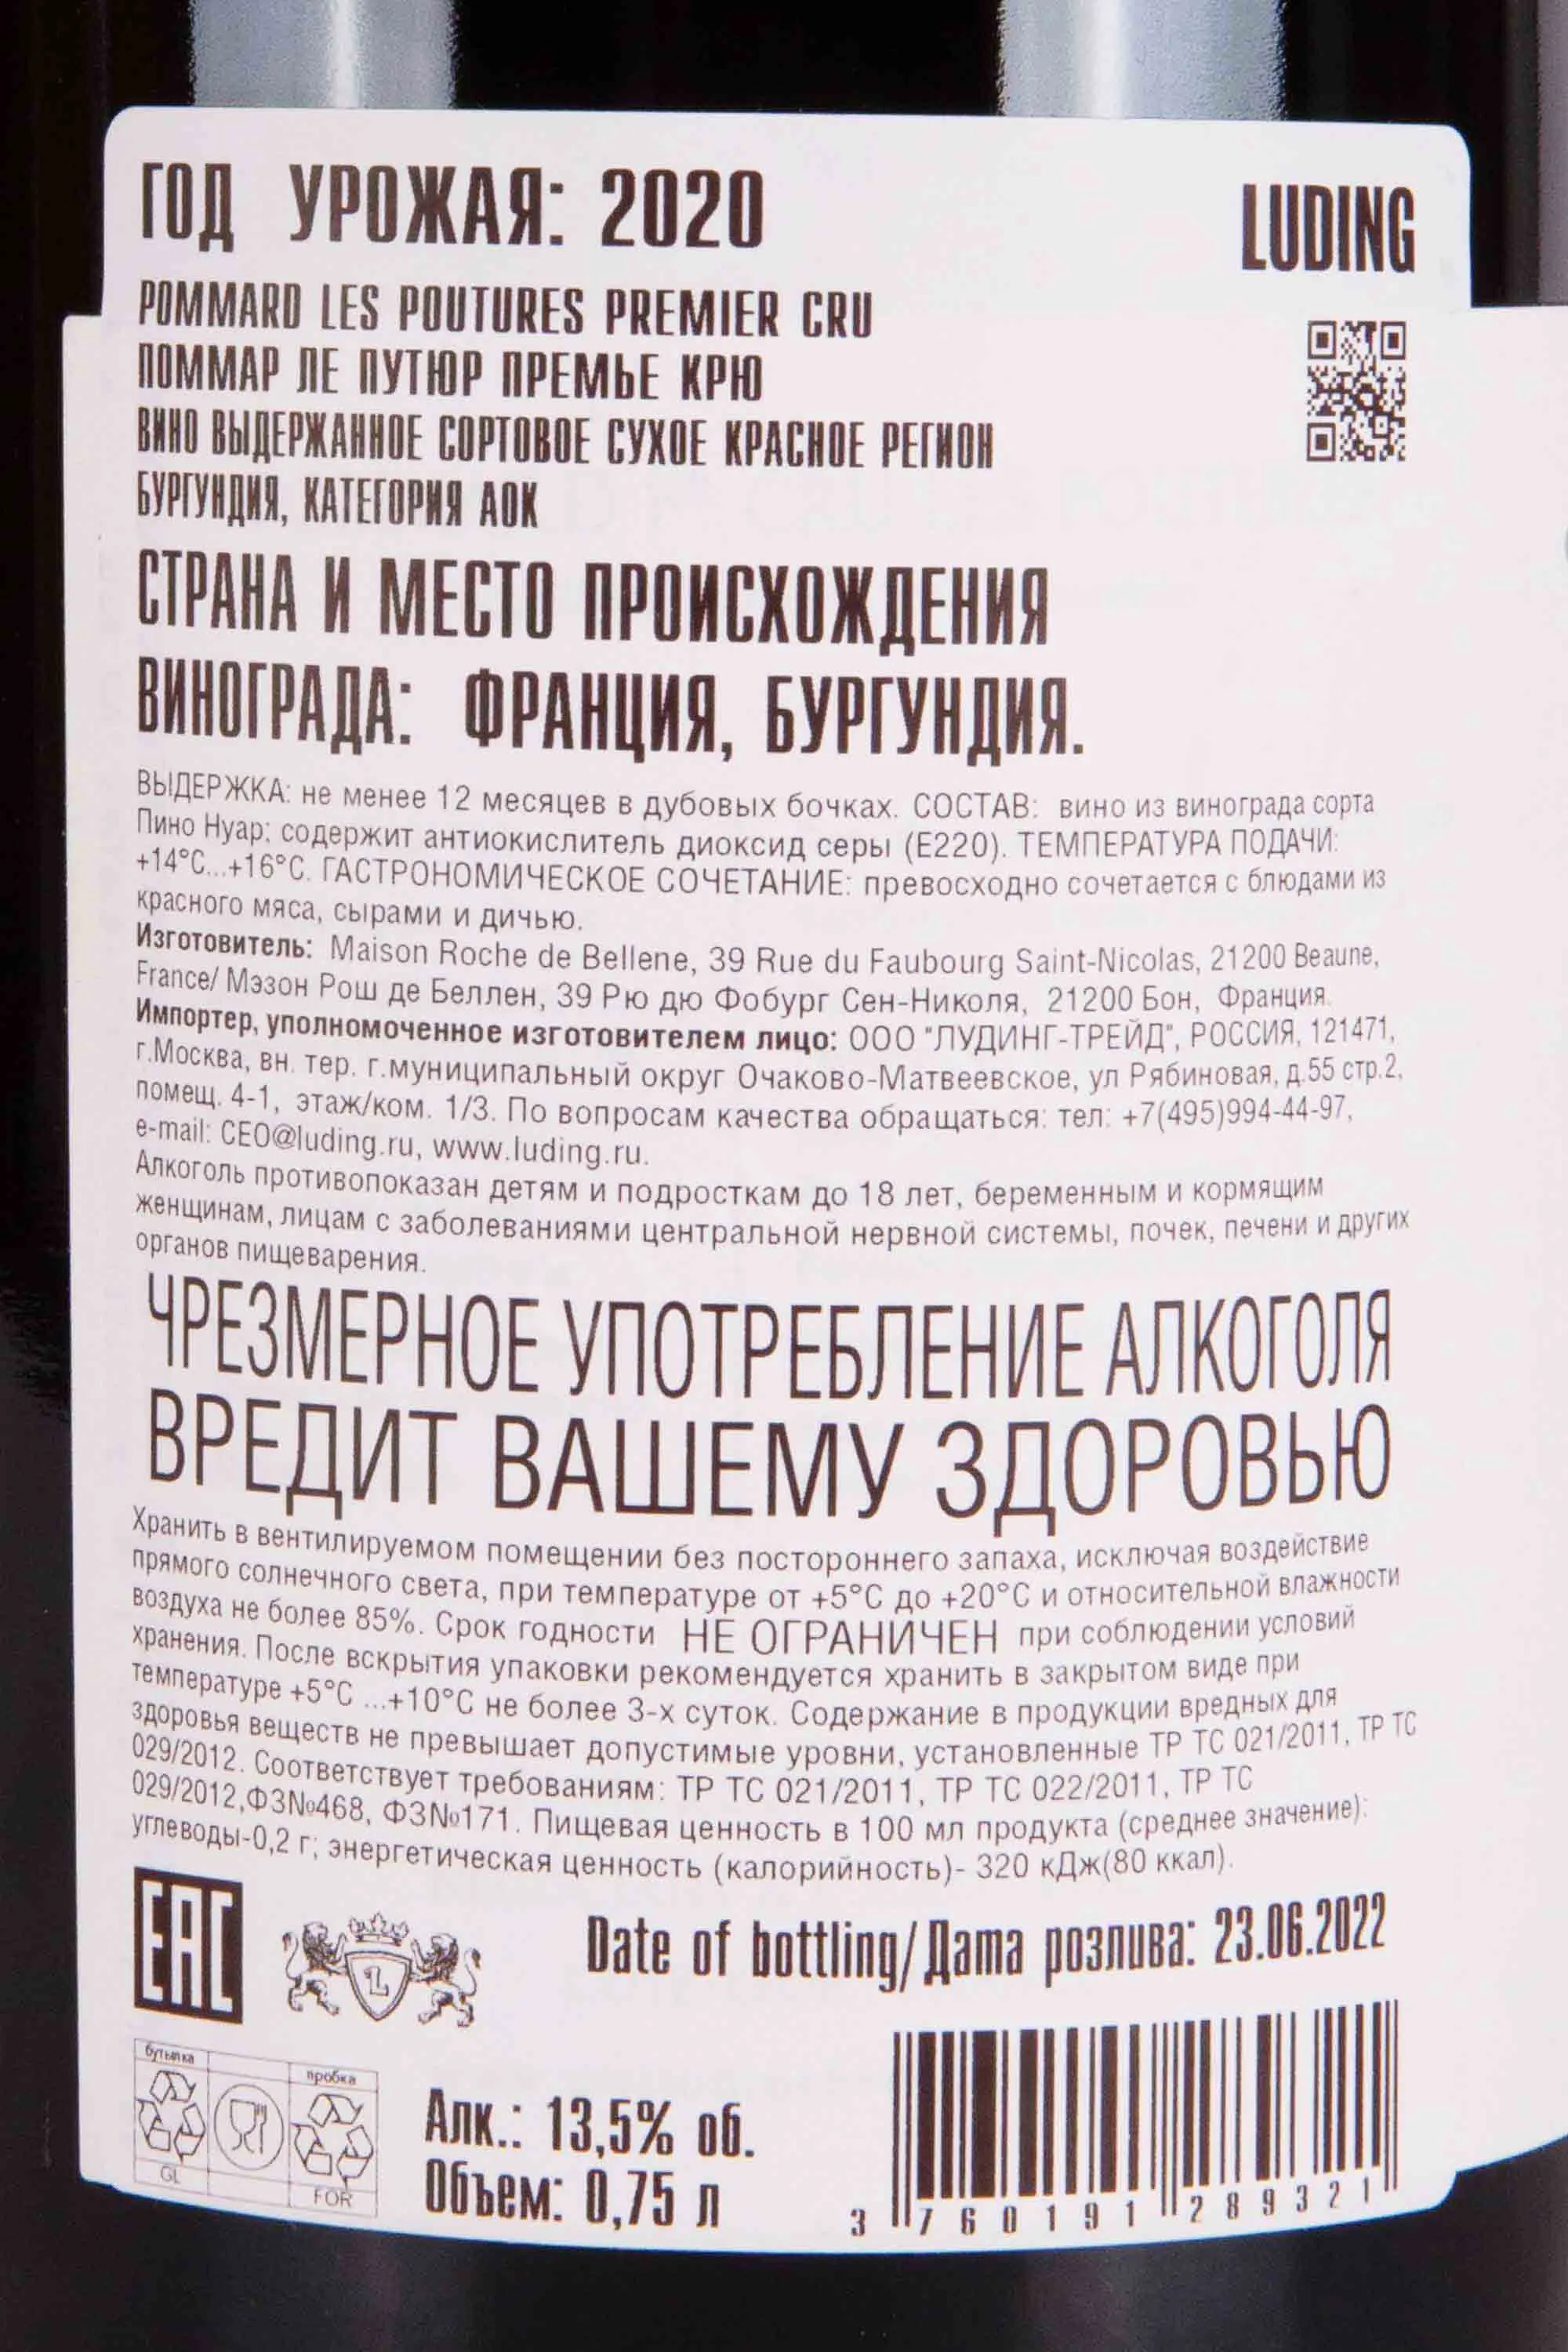 ГОД УРОЖАЯ: 2020
LUDING
POMMARD LES POUTURES PREMIER CRU
ПОММАР ЛЕ ПУТЮР ПРЕМЬЕ КРЮ
ВИНО ВЫДЕРЖАННОЕ СОРТОВОЕ СУХОЕ КРАСНОЕ РЕГИОН
БУРГУНДИЯ, КАТЕГОРИЯ АОК
СТРАНА И МЕСТО ПРОИСХОЖДЕНИЯ
ВИНОГРАДА: ФРАНЦИЯ, БУРГУНДИЯ.
ВЫДЕРЖКА: не менее 12 месяцев в дубовых бочках. СОСТАВ: вино из винограда сорта
Пино Нуар; содержит антиокислитель диоксид серы (Е220). ТЕМПЕРАТУРА ПОДАЧИ:
+14°С...+16°С. ГАСТРОНОМИЧЕСКОЕ СОЧЕТАНИЕ: превосходно сочетается с блюдами из
красного мяса, сырами и дичью.
Изготовитель: Maison Roche de Bellene, 39 Rue du Faubourg Saint-Nicolas, 21200 Beaune,
France/ Мэзон Рош де Беллен, 39 Рю дю Фобург Сен-Николя, 21200 Бон, Франция.
Импортер, уполномоченное изготовителем лицо: ООО "ЛУДИНГ-ТРЕЙД", РОССИЯ, 121471,
г.Москва, вн. тер. г.муниципальный округ Очаково-Матвеевское, ул Рябиновая, д.55 стр.2,
помещ. 4-1, этаж/ком. 1/3. По вопросам качества обращаться: тел: +7(495)994-44-97,
e-mail: CEO@luding.ru, www.luding.ru.
Алкоголь противопоказан детям и подросткам до 18 лет, беременным и кормящим
женщинам, лицам с заболеваниями центральной нервной системы, почек, печени и других
органов пищеварения.
ЧРЕЗМЕРНОЕ УПОТРЕБЛЕНИЕ АЛКОГОЛЯ
ВРЕДИТ ВАШЕМУ ЗДОРОВЬЮ
Хранить в вентилируемом помещении без постороннего запаха, исключая воздействие
прямого солнечного света, при температуре от +5°С до +20°С и относительной влажности
воздуха не более 85%. Срок годности НЕ ОГРАНИЧЕН при соблюдении условий
хранения. После вскрытия упаковки рекомендуется хранить в закрытом виде при
температуре +5°С ...+10°С не более 3-х суток. Содержание в продукции вредных для
здоровья веществ не превышает допустимые уровни, установленные ТР ТС 021/2011, ТР ТС
029/2012. Соответствует требованиям: ТР ТС 021/2011, ТР ТС 022/2011, ТР ТС
029/2012,ФЗ№468, ФЗ№171. Пищевая ценность в 100 мл продукта (среднее значение):
углеводы-0,2 г; энергетическая ценность (калорийность)- 320 кДж(80 ккал).
EAC
L
Date of bottling/Дата розлива: 23.06.2022
бутылка
пробка
GL
FOR
Алк.: 13,5% об.
Объем: 0,75 л
3 760191 289321